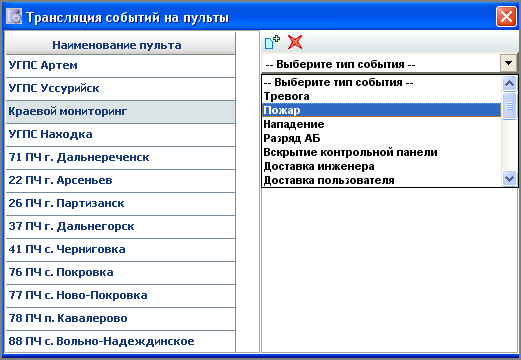 Трансляция событий на пульты
Наименование пульта
УГПС Артем
УГПС Уссурийск
Краевой мониторинг
УГПС Находка
71 ПЧ г. Дальнереченск
22 ПЧ г. Арсеньев
26 ПЧ г. Партизанск
37 ПЧ г. Дальнегорск
41 ПЧ с. Черниговка
76 ПЧ с. Покровка
77 ПЧ с. Ново-Покровка
78 ПЧ п. Кавалерово
88 ПЧ с. Вольно-Надеждинское
-- Выберите тип события --
-- Выберите тип события --
Тревога
Пожар
Нападение
Разряд АБ
Вскрытие контрольной панели
Доставка инженера
Доставка пользователя